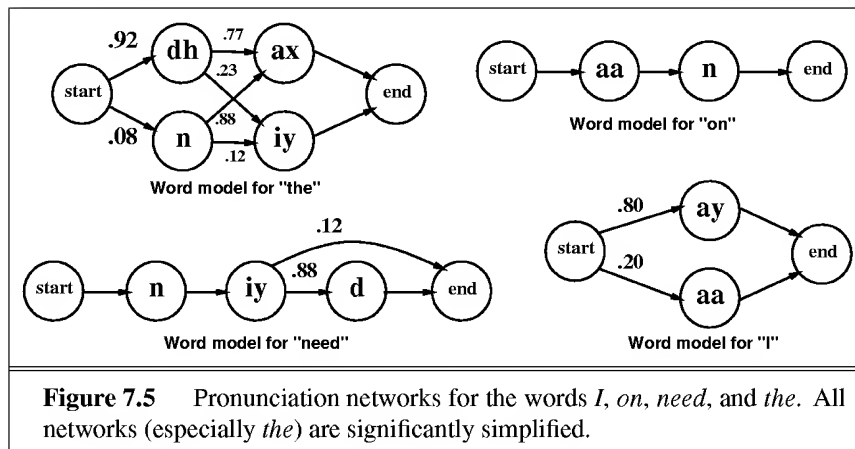 .92
dh
.77
ax
start
.23
end
.08
n
.88
iy
.12
Word model for "the"
start
aa
n
end
Word model for "on"
.12
start
n
iy
.88
d
end
Word model for "need"
.80
ay
start
end
.20
aa
Word model for "I"
Figure 7.5 Pronunciation networks for the words I, on, need, and the. All
networks (especially the) are significantly simplified.